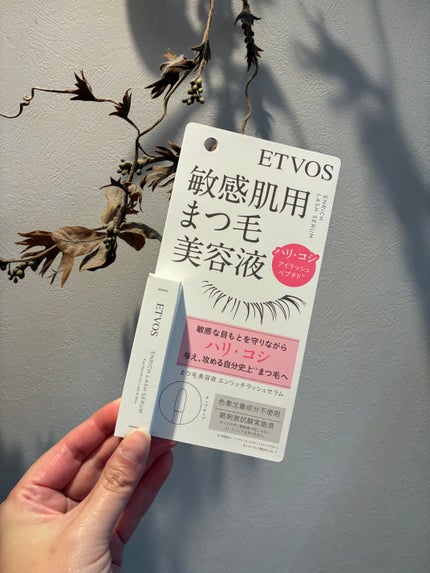 ETVOS
ENRICH
LASH SERUM
敏感肌用
まつ毛
美容液
ハリ・コシ
アイラッシュ
ペプチド
敏感な目もとを守りながら
ハリ・コシ
与え、攻める自分史上まつ毛へ
まつ毛美容液 エンリッチラッシュセラム
色素沈着成分不使用
眼刺激試験実施済
ETVOS
ENRICH LASH SERUM